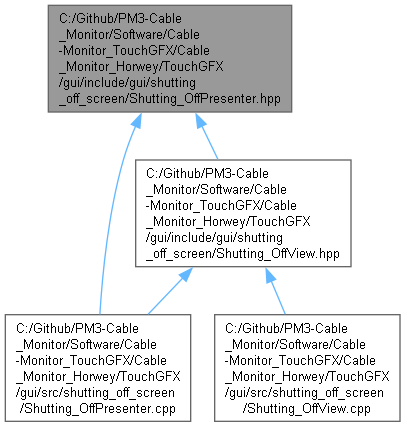 C:/Github/PM3-Cable
_Monitor/Software/Cable
-Monitor_TouchGFX/Cable
_Monitor_Horwey/TouchGFX
/gui/include/gui/shutting
_off_screen/Shutting_OffPresenter.hpp
C:/Github/PM3-Cable
_Monitor/Software/Cable
-Monitor_TouchGFX/Cable
_Monitor_Horwey/TouchGFX
/gui/include/gui/shutting
_off_screen/Shutting_OffView.hpp
C:/Github/PM3-Cable
_Monitor/Software/Cable
-Monitor_TouchGFX/Cable
_Monitor_Horwey/TouchGFX
/gui/src/shutting_off_screen
/Shutting_OffPresenter.cpp
C:/Github/PM3-Cable
_Monitor/Software/Cable
-Monitor_TouchGFX/Cable
_Monitor_Horwey/TouchGFX
/gui/src/shutting_off_screen
/Shutting_OffView.cpp